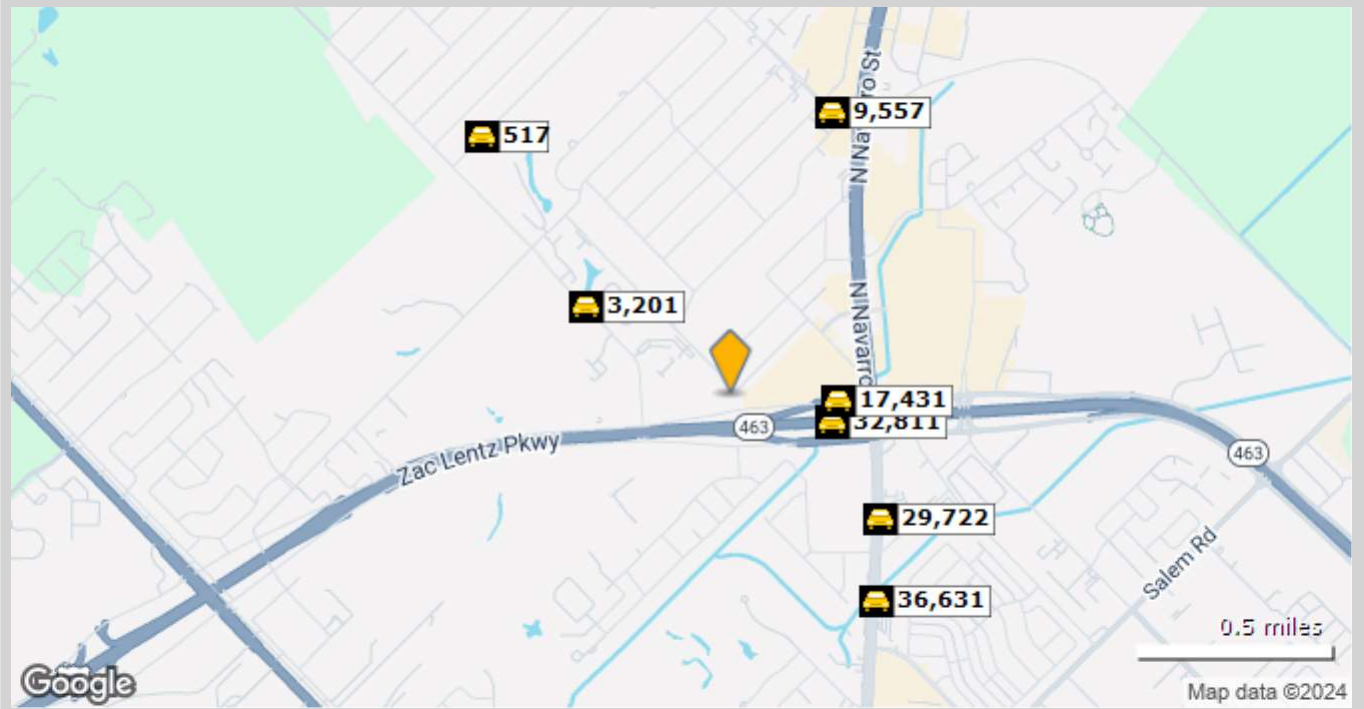 N Navarro St
9,557
517
N Navarro
3,201
17,431
32,811
463
Zac Lentz Pkwy
463
29,722
Salem Rd
36,631
0.5 miles
Google
Map data ©2024